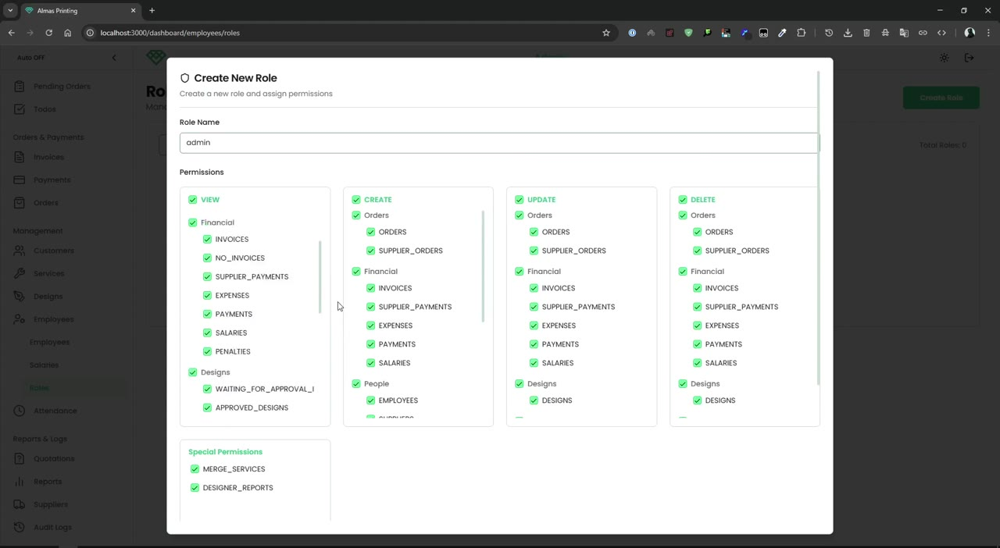 Almas Printing
localhost:3000/dashboard/employees/roles
Auto OFF
Pending Orders
Todos
Orders & Payments
Invoices
Payments
Orders
Management
Customers
Services
Designs
Employees
Employees
Salaries
Roles
Attendance
Reports & Logs
Quotations
Reports
Suppliers
Audit Logs
Ro
Mana
Create Role
Total Roles: 0
Create New Role
Create a new role and assign permissions
Role Name
admin
Permissions
VIEW
Financial
INVOICES
NO_INVOICES
SUPPLIER_PAYMENTS
EXPENSES
PAYMENTS
SALARIES
PENALTIES
Designs
WAITING_FOR_APPROVAL_I
APPROVED_DESIGNS
CREATE
Orders
ORDERS
SUPPLIER_ORDERS
Financial
INVOICES
SUPPLIER_PAYMENTS
EXPENSES
PAYMENTS
SALARIES
People
EMPLOYEES
SUPPLIERS
UPDATE
Orders
ORDERS
SUPPLIER_ORDERS
Financial
INVOICES
SUPPLIER_PAYMENTS
EXPENSES
PAYMENTS
SALARIES
Designs
DESIGNS
DELETE
Orders
ORDERS
SUPPLIER_ORDERS
Financial
INVOICES
SUPPLIER_PAYMENTS
EXPENSES
PAYMENTS
SALARIES
Designs
DESIGNS
Special Permissions
MERGE_SERVICES
DESIGNER_REPORTS